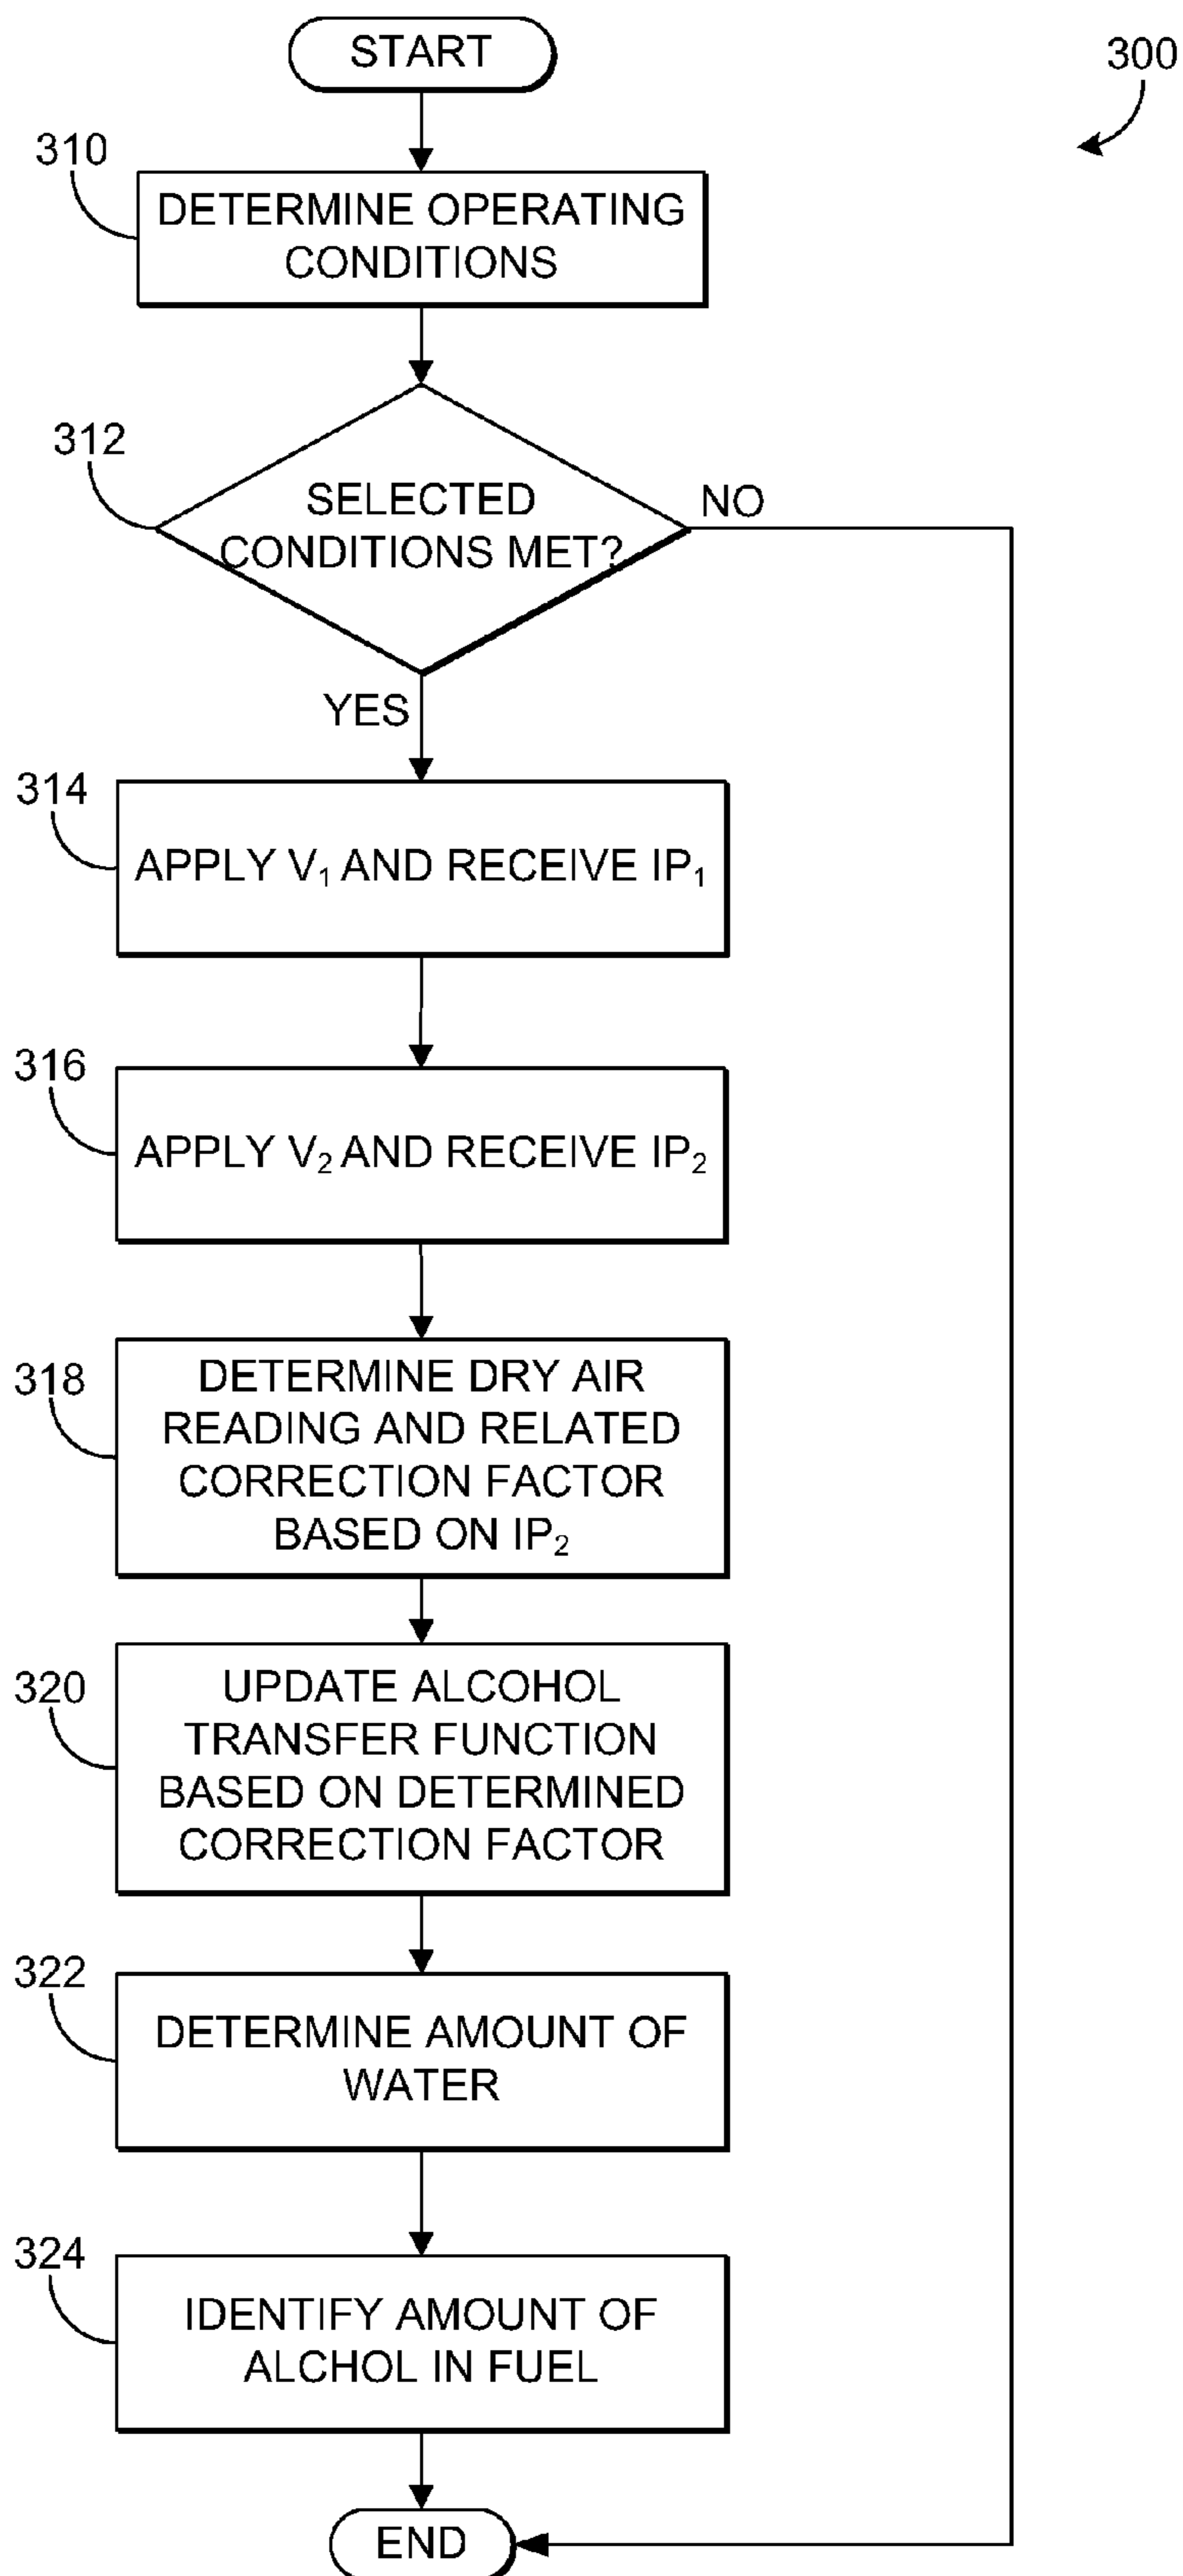 START
300
310
DETERMINE OPERATING
CONDITIONS
312
SELECTED
CONDITIONS MET?
NO
YES
314
APPLY V₁ AND RECEIVE IP₁
316
APPLY V₂ AND RECEIVE IP₂
318
DETERMINE DRY AIR
READING AND RELATED
CORRECTION FACTOR
BASED ON IP₂
320
UPDATE ALCOHOL
TRANSFER FUNCTION
BASED ON DETERMINED
CORRECTION FACTOR
322
DETERMINE AMOUNT OF
WATER
324
IDENTIFY AMOUNT OF
ALCHOL IN FUEL
END